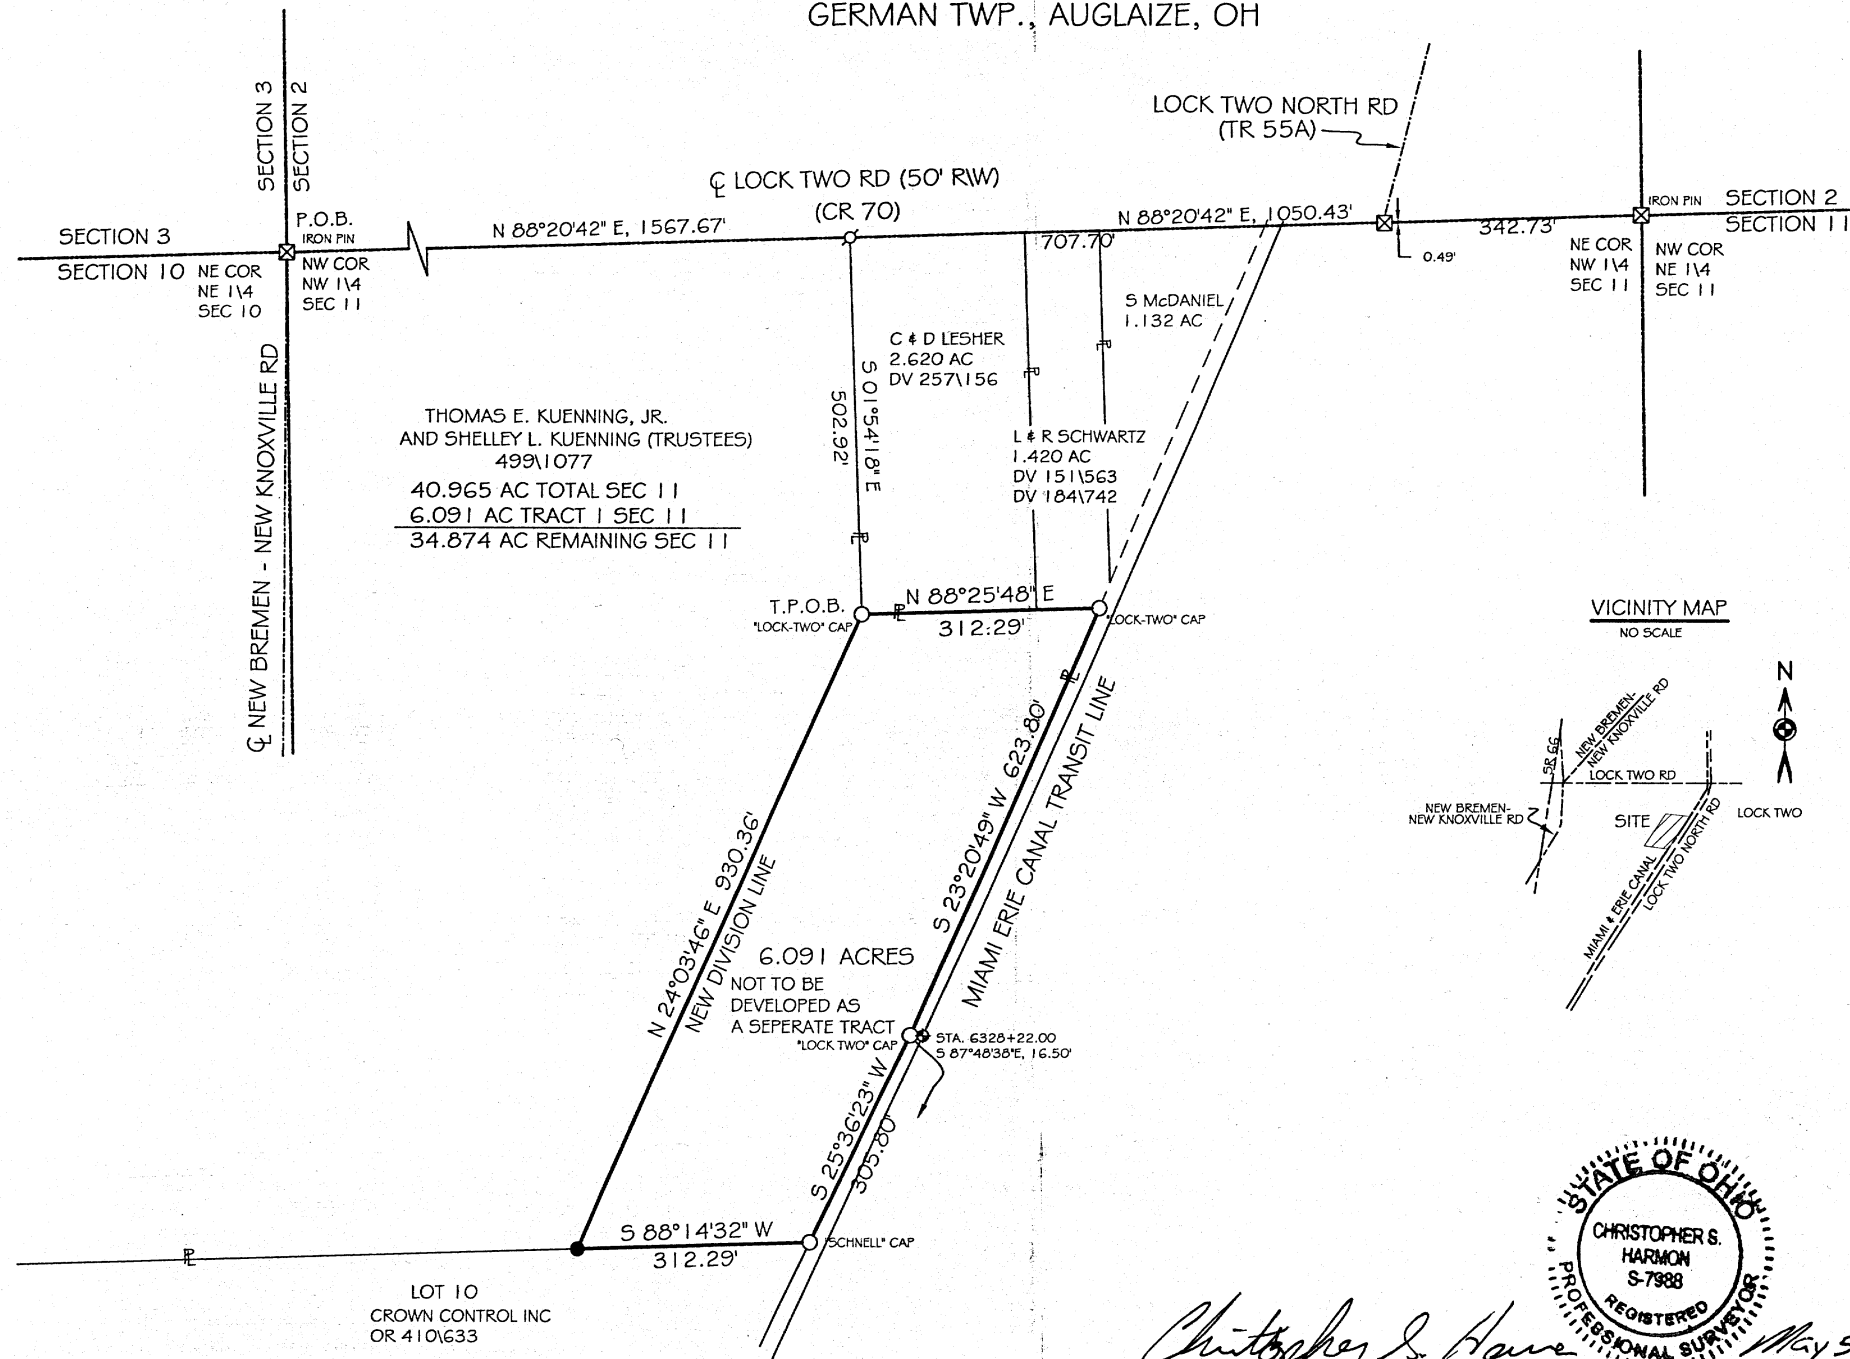 GERMAN TWP., AUGLAIZE, OH
SECTION 3
SECTION 2
LOCK TWO NORTH RD
(TR 55A)
℄ LOCK TWO RD (50' R\W)
(CR 70)
P.O.B.
IRON PIN
SECTION 3
SECTION 10
NE COR
NE 1\4
SEC 10
NW COR
NW 1\4
SEC 11
N 88°20'42" E, 1567.67'
N 88°20'42" E, 1050.43'
707.70'
342.73'
0.49'
IRON PIN
SECTION 2
SECTION 11
NE COR
NW 1\4
SEC 11
NW COR
NE 1\4
SEC 11
℄ NEW BREMEN - NEW KNOXVILLE RD
S McDANIEL
1.132 AC
C & D LESHER
2.620 AC
DV 257\156
S 01°54'18" E
502.92'
THOMAS E. KUENNING, JR.
AND SHELLEY L. KUENNING (TRUSTEES)
499\1077
40.965 AC TOTAL SEC 11
6.091 AC TRACT 1 SEC 11
34.874 AC REMAINING SEC 11
L & R SCHWARTZ
1.420 AC
DV 151\563
DV 184\742
PL
PL
PL
T.P.O.B.
"LOCK-TWO" CAP
PL
N 88°25'48" E
312.29'
"LOCK-TWO" CAP
PL
S 23°20'49" W 623.80'
MIAMI ERIE CANAL TRANSIT LINE
N 24°03'46" E 930.36'
NEW DIVISION LINE
6.091 ACRES
NOT TO BE
DEVELOPED AS
A SEPERATE TRACT
"LOCK TWO" CAP
STA. 6328+22.00
S 87°48'38"E, 16.50'
S 25°36'23" W
305.80'
S 88°14'32" W
312.29'
"SCHNELL" CAP
PL
LOT 10
CROWN CONTROL INC
OR 410\633
VICINITY MAP
NO SCALE
N
SR 66
NEW BREMEN-
NEW KNOXVILLE RD
LOCK TWO RD
NEW BREMEN-
NEW KNOXVILLE RD
SITE
LOCK TWO
MIAMI & ERIE CANAL
LOCK TWO NORTH RD
STATE OF OHIO
CHRISTOPHER S.
HARMON
S-7988
REGISTERED
PROFESSIONAL SURVEYOR
Christopher S. Harmon May 5